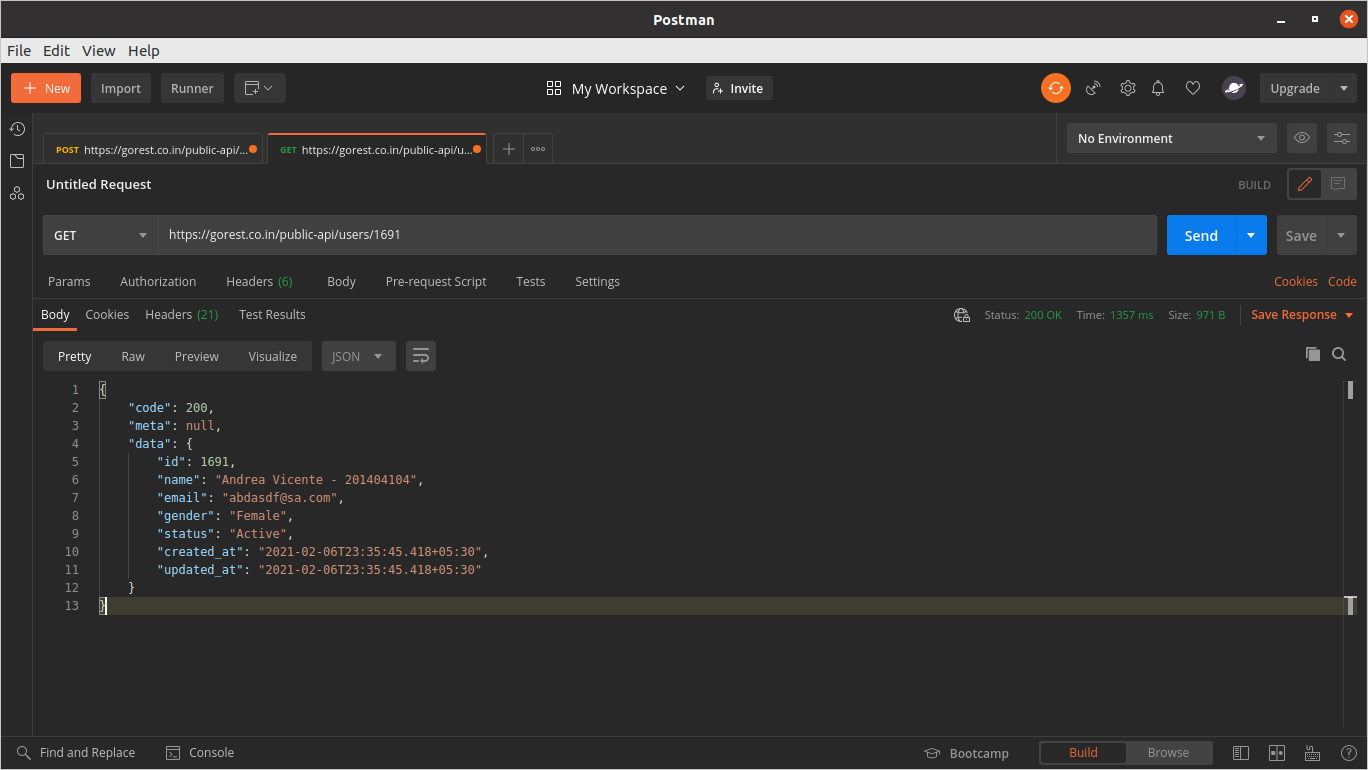 Postman
File Edit View Help
New Import Runner My Workspace Invite Upgrade
POST https://gorest.co.in/public-api/... GET https://gorest.co.in/public-api/u... No Environment
Untitled Request BUILD
GET https://gorest.co.in/public-api/users/1691 Send Save
Params Authorization Headers (6) Body Pre-request Script Tests Settings Cookies Code
Body Cookies Headers (21) Test Results Status: 200 OK Time: 1357 ms Size: 971 B Save Response
Pretty Raw Preview Visualize JSON
1 {
2 "code": 200,
3 "meta": null,
4 "data": {
5 "id": 1691,
6 "name": "Andrea Vicente - 201404104",
7 "email": "abdasdf@sa.com",
8 "gender": "Female",
9 "status": "Active",
10 "created_at": "2021-02-06T23:35:45.418+05:30",
11 "updated_at": "2021-02-06T23:35:45.418+05:30"
12 }
13 }
Find and Replace Console Bootcamp Build Browse